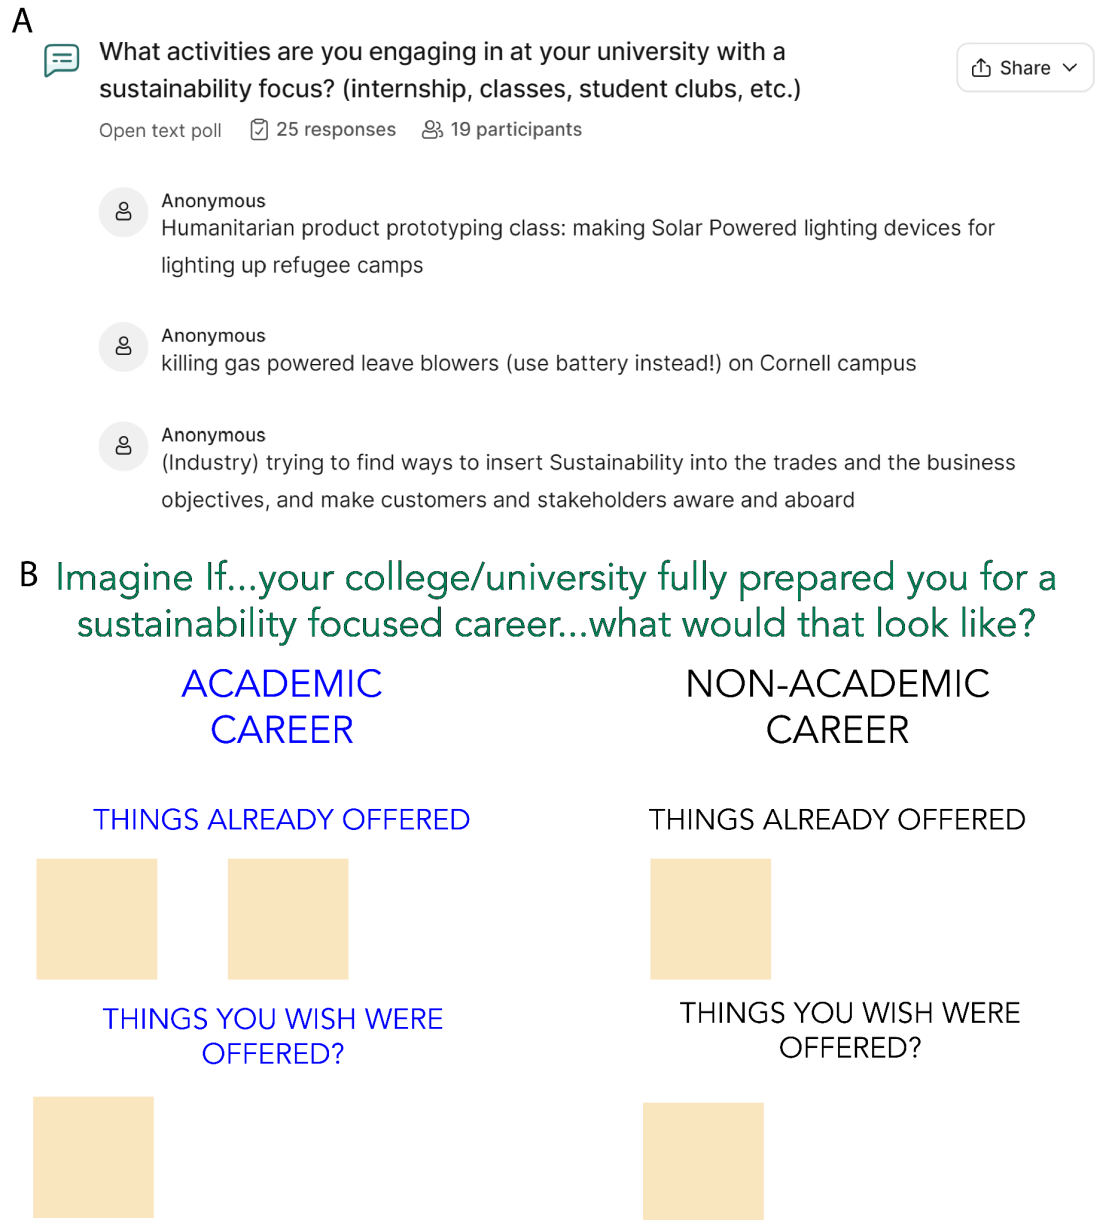 A
What activities are you engaging in at your university with a
sustainability focus? (internship, classes, student clubs, etc.)
Share
Open text poll 25 responses 19 participants
Anonymous
Humanitarian product prototyping class: making Solar Powered lighting devices for
lighting up refugee camps
Anonymous
killing gas powered leave blowers (use battery instead!) on Cornell campus
Anonymous
(Industry) trying to find ways to insert Sustainability into the trades and the business
objectives, and make customers and stakeholders aware and aboard
B
Imagine If...your college/university fully prepared you for a
sustainability focused career...what would that look like?
ACADEMIC
CAREER
THINGS ALREADY OFFERED
THINGS YOU WISH WERE
OFFERED?
NON-ACADEMIC
CAREER
THINGS ALREADY OFFERED
THINGS YOU WISH WERE
OFFERED?